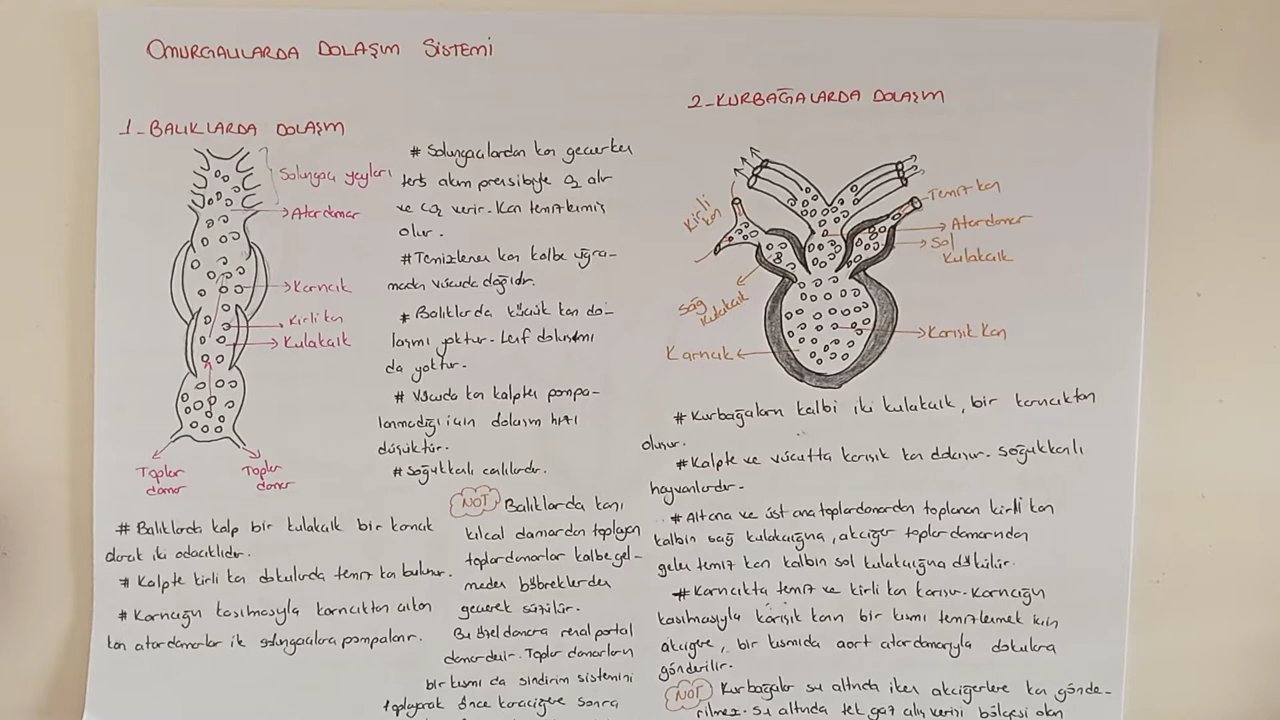 OMURGALILARDA DOLAŞIM SİSTEMİ
1-BALIKLARDA DOLAŞIM
Solungaç yayları
Atardamar
Karıncık
Kirli kan
Kulakçık
Toplar
damar
Toplar
damar
# Solungaçlardan kan geçerken
ters akım prensibiyle O2 alır
ve CO2 verir. Kan temizlenmiş
olur.
# Temizlenen kan kalbe uğra-
madan vücuda dağılır.
# Balıklarda küçük kan do-
laşımı yoktur. Lenf dolaşımı
da yoktur.
# Vücuda kan kalpten pompa-
lanmadığı için dolaşım hızı
düşüktür.
# Soğukkanlı canlılardır.
# Balıklarda kalp bir kulakçık bir karıncık
olarak iki odacıklıdır.
# Kalpte kirli kan dokularda temiz kan bulunur.
# Karıncığın kasılmasıyla karıncıktan çıkan
kan atardamarlar ile solungaçlara pompalanır.
NOT Balıklarda kanı
kılcal damardan toplayan
toplardamarlar kalbe gel-
meden böbreklerden
geçerek süzülür.
Bu özel damara renal portal
damar denir. Toplar damarların
bir kısmı da sindirim sistemini
toplayarak önce karaciğere sonra
2-KURBAĞALARDA DOLAŞIM
Kirli
kan
Temiz kan
Atardamar
Sol
Kulakçık
Sağ
Kulakçık
Karışık Kan
Karıncık
# Kurbağaların kalbi iki kulakçık, bir karıncıktan
oluşur.
# Kalpte ve vücutta karışık kan dolaşır. Soğukkanlı
hayvanlardır.
# Alt ana ve üst ana toplardamardan toplanan kirli kan
kalbin sağ kulakçığına, akciğer toplardamarından
gelen temiz kan kalbin sol kulakçığına dökülür.
# Karıncıkta temiz ve kirli kan karışır. Karıncığın
kasılmasıyla karışık kanın bir kısmı temizlenmek için
akciğere, bir kısmıda aort atardamarıyla dokulara
gönderilir.
NOT Kurbağalar su altında iken akciğerlere kan gönde-
rilmez. Su altında tek gaz alış verişi bölgesi olan